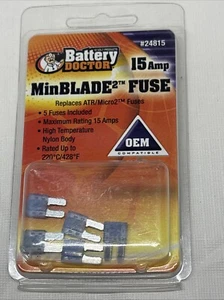 Battery
DOCTOR
#24815
15 Amp
MinBLADE2™ FUSE
Replaces ATR/Micro2™ Fuses
• 5 Fuses Included
• Maximum Rating 15 Amps
• High Temperature
Nylon Body
• Rated Up to
220°C/428°F
OEM
COMPATIBLE